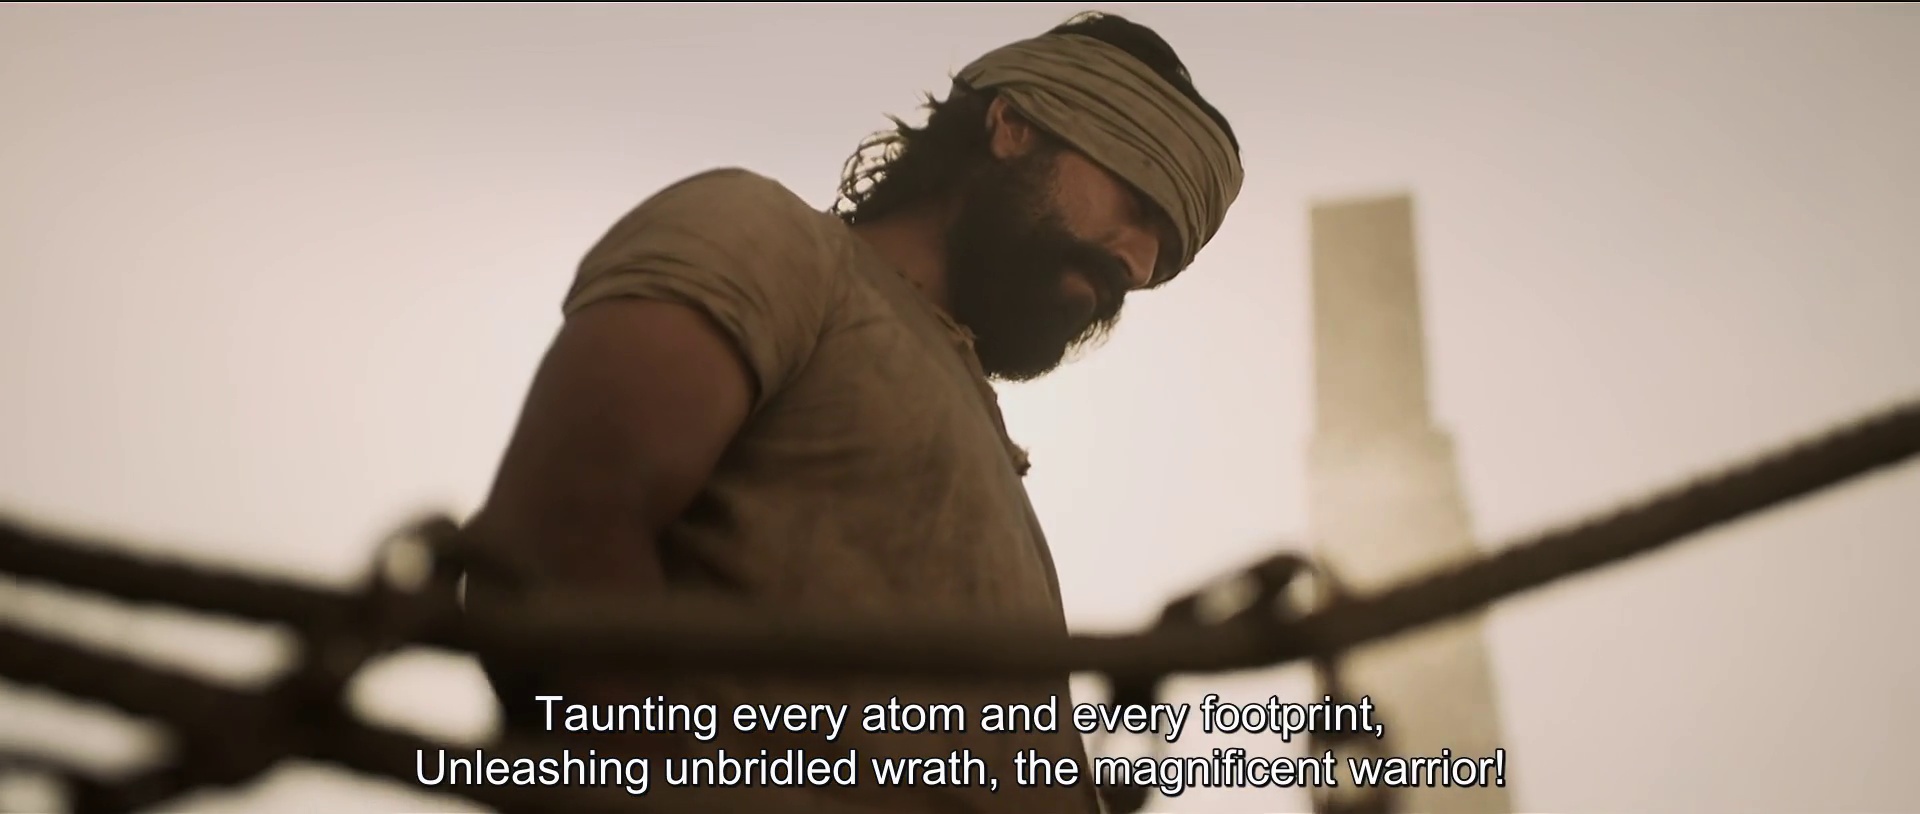 Taunting every atom and every footprint,
Unleashing unbridled wrath, the magnificent warrior!